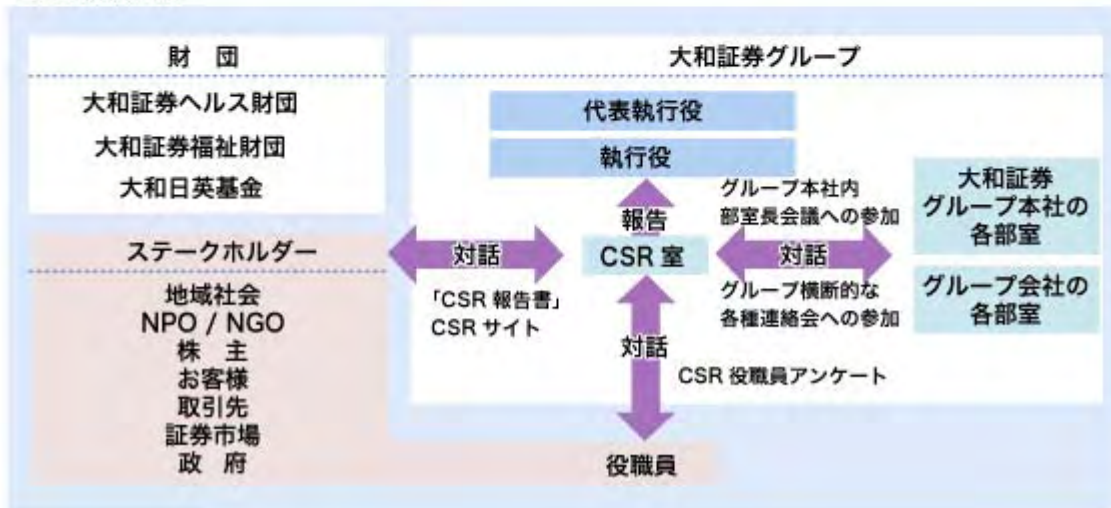 財 団
大和証券ヘルス財団
大和証券福祉財団
大和日英基金
ステークホルダー
地域社会
NPO / NGO
株 主
お客様
取引先
証券市場
政 府
大和証券グループ
代表執行役
執行役
報告
グループ本社内
部室長会議への参加
対話
CSR 室
対話
「CSR 報告書」
CSR サイト
グループ横断的な
各種連絡会への参加
大和証券
グループ本社の
各部室
グループ会社の
各部室
対話
CSR 役職員アンケート
役職員